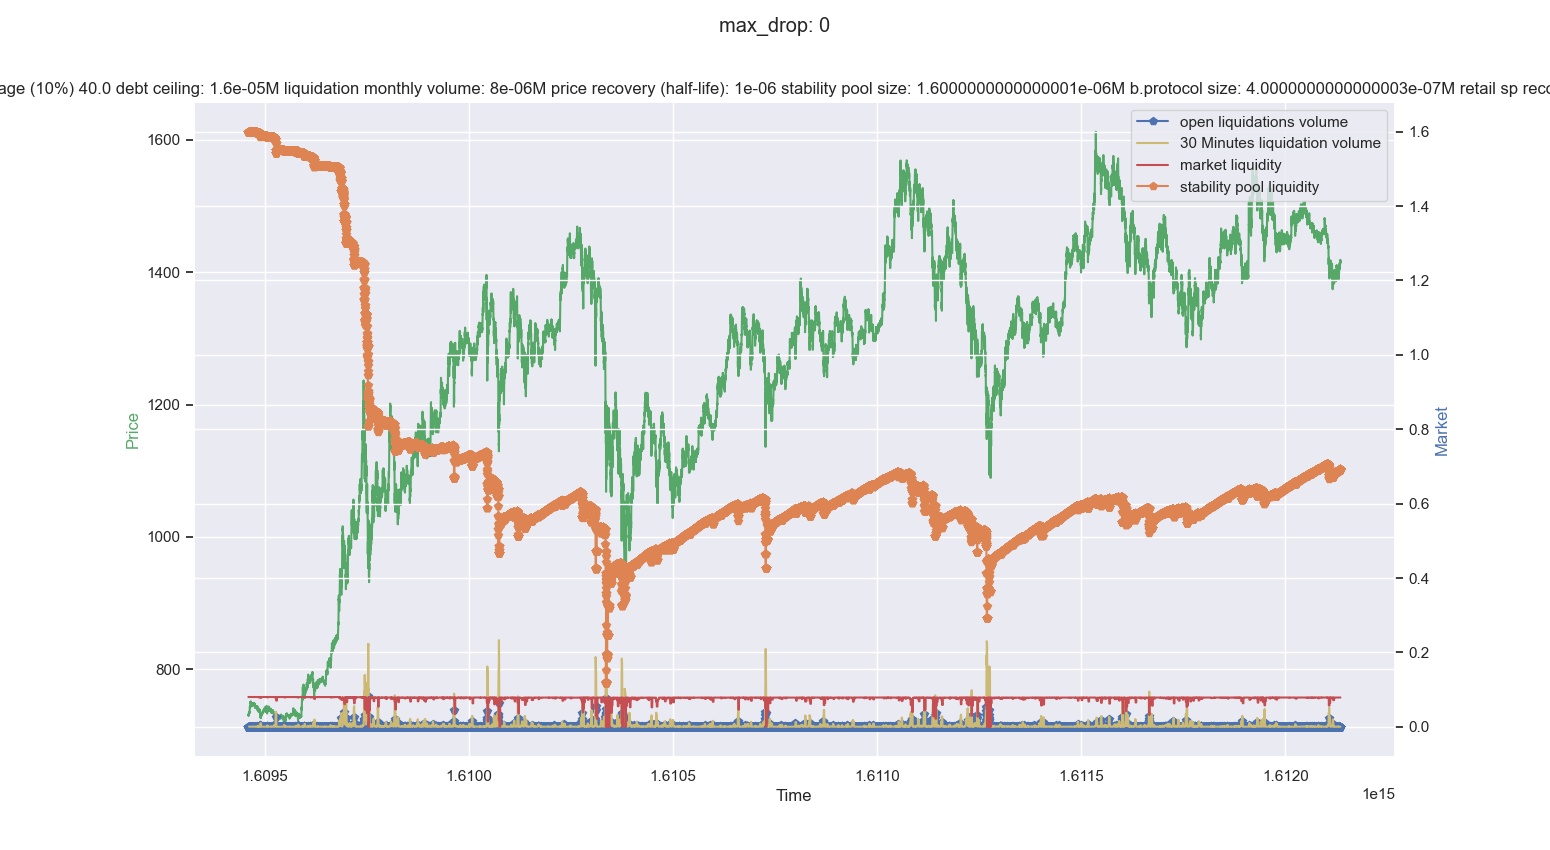 max_drop: 0
age (10%) 40.0 debt ceiling: 1.6e-05M liquidation monthly volume: 8e-06M price recovery (half-life): 1e-06 stability pool size: 1.6000000000000001e-06M b.protocol size: 4.0000000000000003e-07M retail sp reco
open liquidations volume
30 Minutes liquidation volume
market liquidity
stability pool liquidity
1600
1400
1200
1000
800
Price
1.6
1.4
1.2
1.0
0.8
0.6
0.4
0.2
0.0
Market
1.6095
1.6100
1.6105
1.6110
1.6115
1.6120
Time
1e15